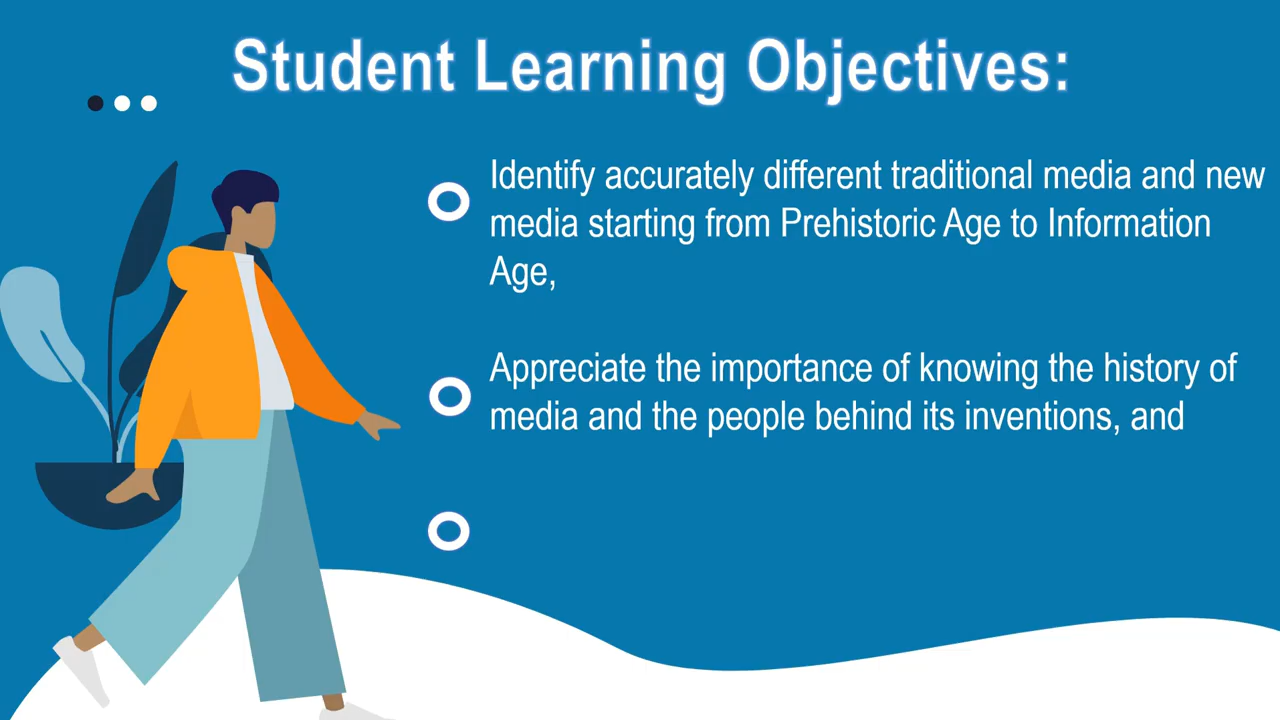 Student Learning Objectives:
Identify accurately different traditional media and new
media starting from Prehistoric Age to Information
Age,
Appreciate the importance of knowing the history of
media and the people behind its inventions, and